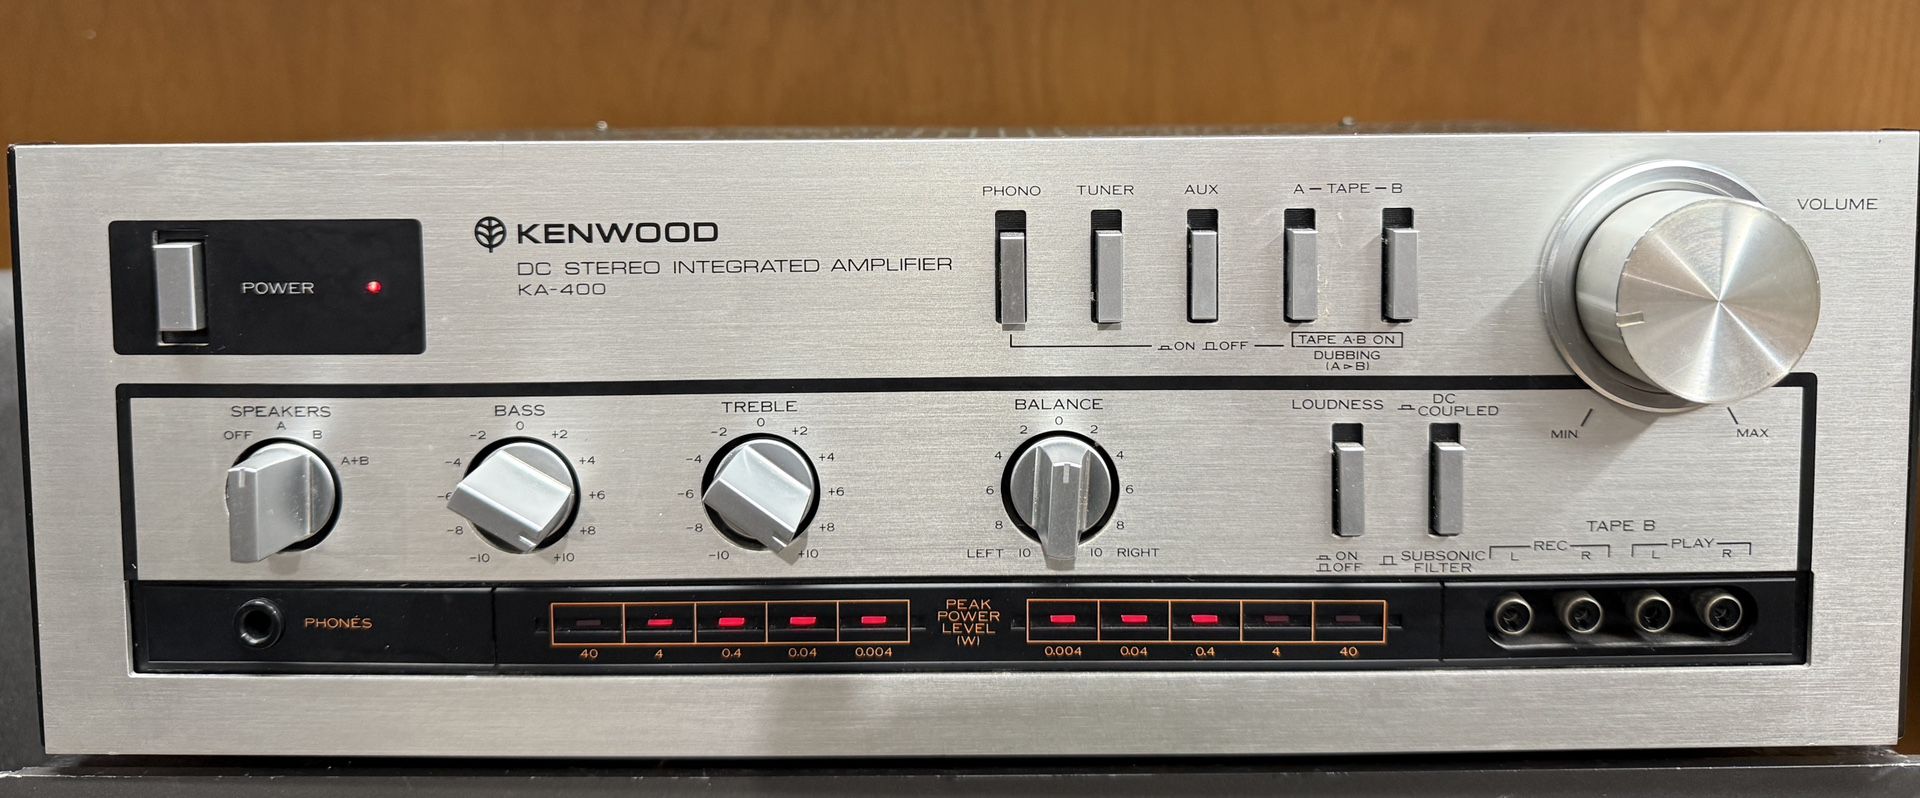 KENWOOD
DC STEREO INTEGRATED AMPLIFIER
KA-400
POWER
PHONO TUNER AUX A – TAPE – B
ON OFF
TAPE A·B ON
DUBBING
(A▷B)
VOLUME
MIN MAX
SPEAKERS
OFF A B A+B
BASS
-10 -8 -6 -4 -2 0 +2 +4 +6 +8 +10
TREBLE
-10 -8 -6 -4 -2 0 +2 +4 +6 +8 +10
BALANCE
LEFT 10 8 6 4 2 0 2 4 6 8 10 RIGHT
LOUDNESS
ON
OFF
DC
COUPLED
SUBSONIC
FILTER
TAPE B
REC PLAY
L R L R
PHONÉS
40 4 0.4 0.04 0.004
PEAK
POWER
LEVEL
(W)
0.004 0.04 0.4 4 40